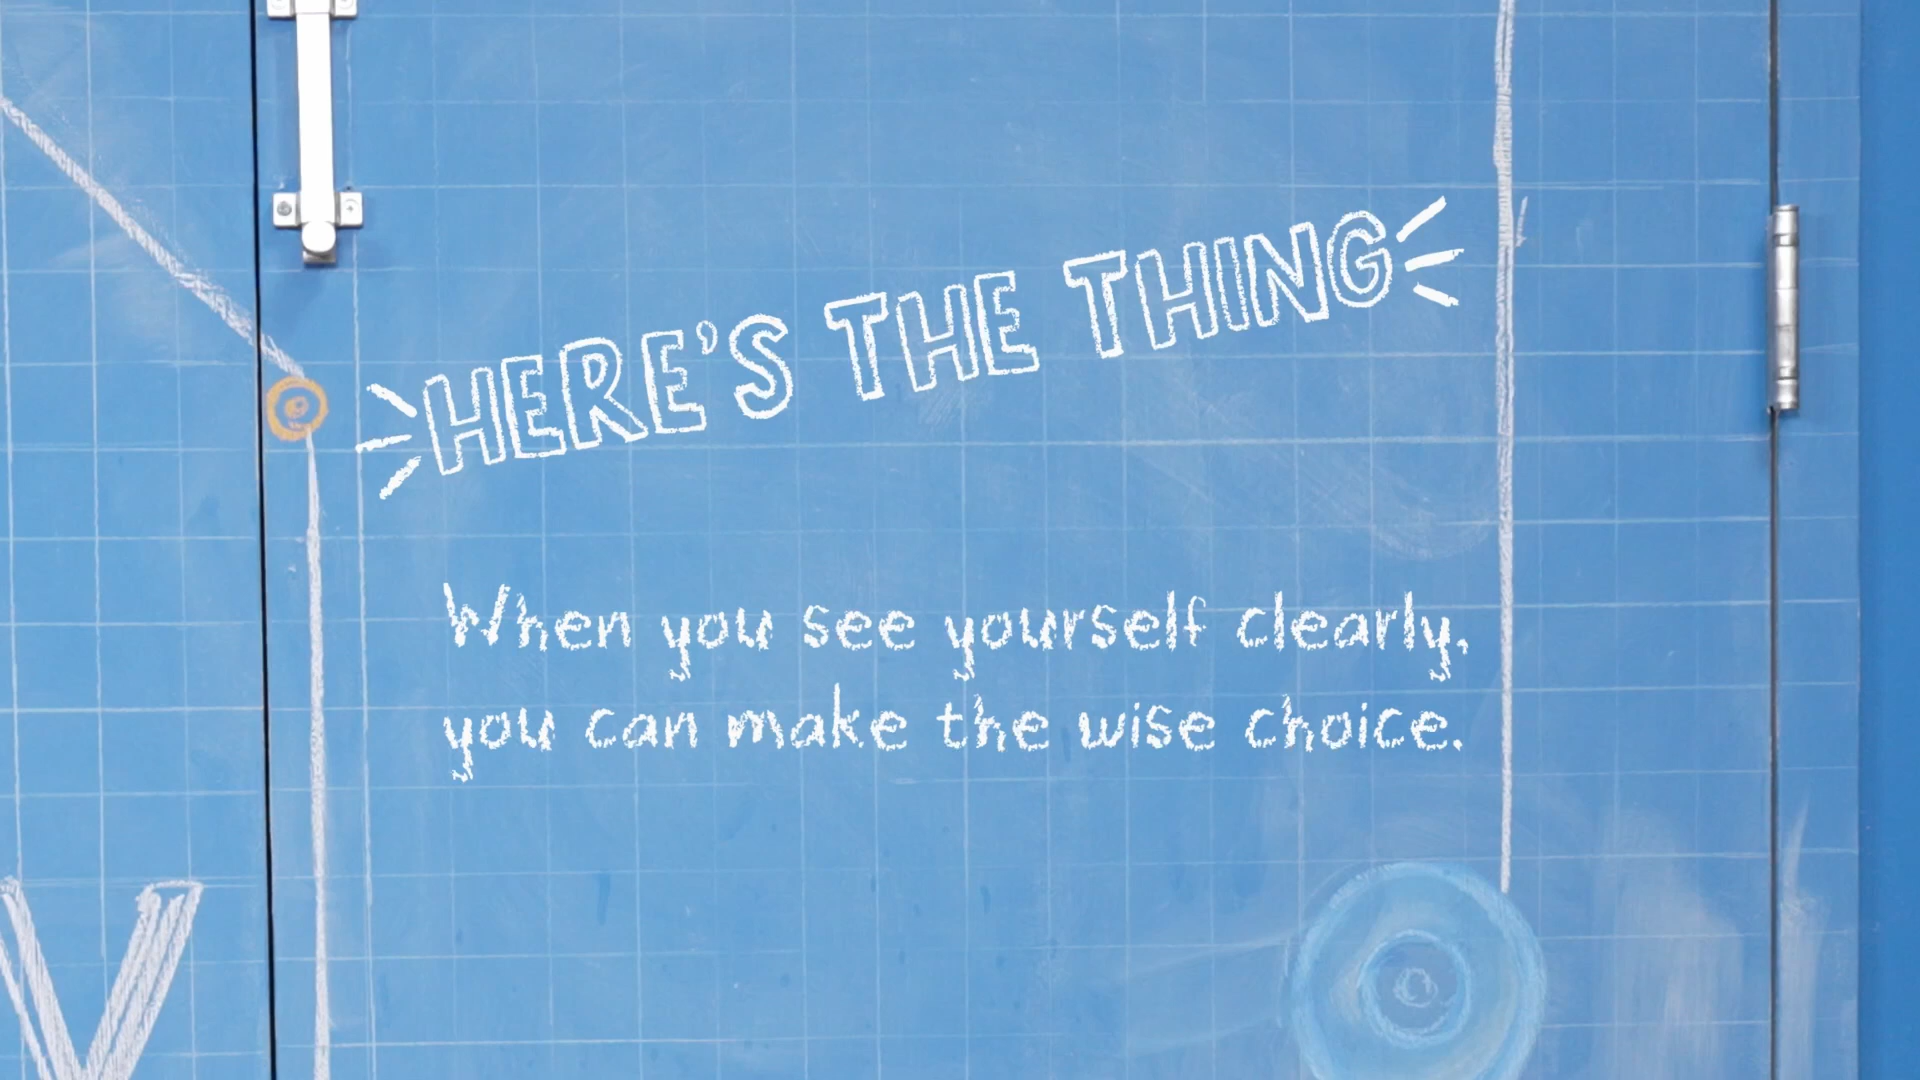 HERE'S THE THING
When you see yourself clearly,
you can make the wise choice.